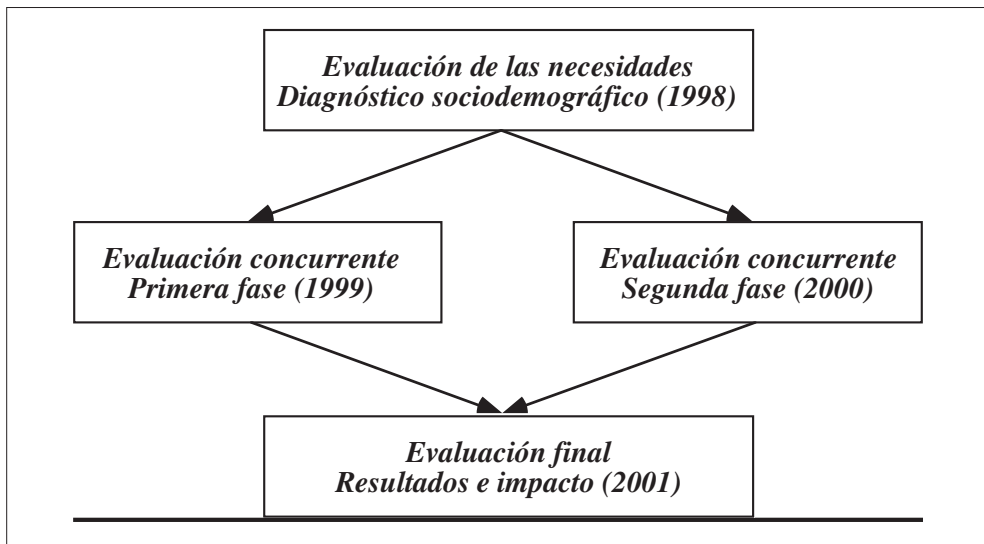 Evaluación de las necesidades
Diagnóstico sociodemográfico (1998)
Evaluación concurrente
Primera fase (1999)
Evaluación concurrente
Segunda fase (2000)
Evaluación final
Resultados e impacto (2001)